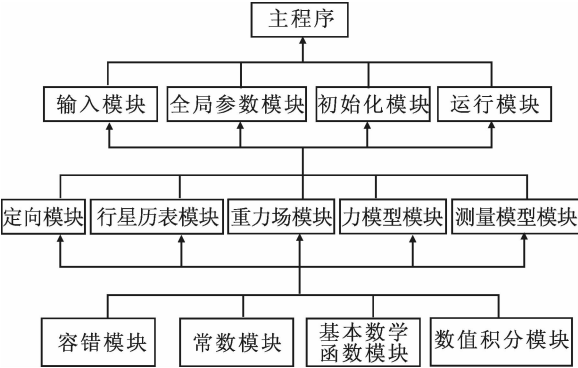 主程序
输入模块
全局参数模块
初始化模块
运行模块
定向模块
行星历表模块
重力场模块
力模型模块
测量模型模块
容错模块
常数模块
基本数学
函数模块
数值积分模块